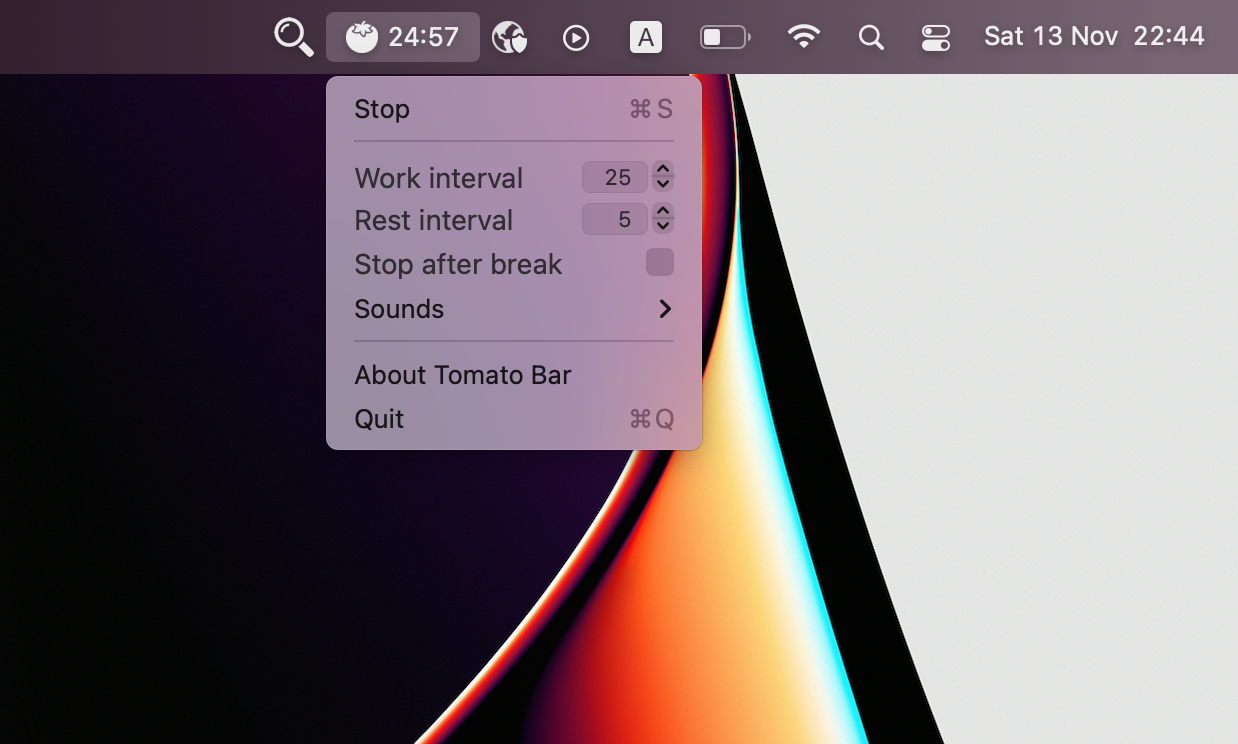 24:57 A Sat 13 Nov 22:44
Stop ⌘ S
Work interval 25
Rest interval 5
Stop after break
Sounds
About Tomato Bar
Quit ⌘ Q